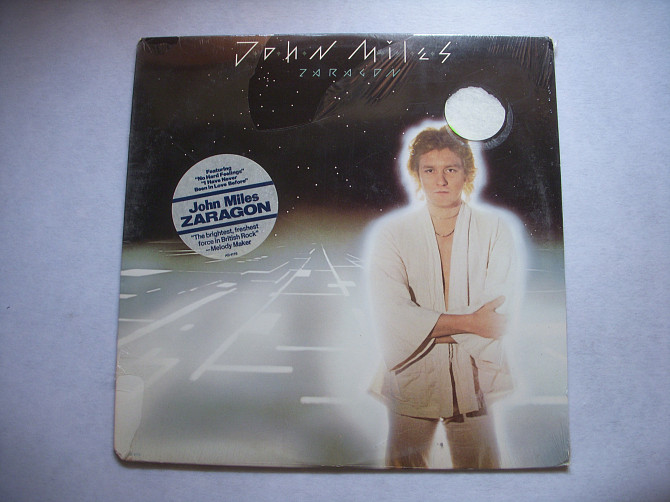 John Miles
ZARAGON
Featuring
"No Hard Feelings"
"I Have Never
Been in Love Before"
John Miles
ZARAGON
"The brightest, freshest
force in British Rock"
– Melody Maker